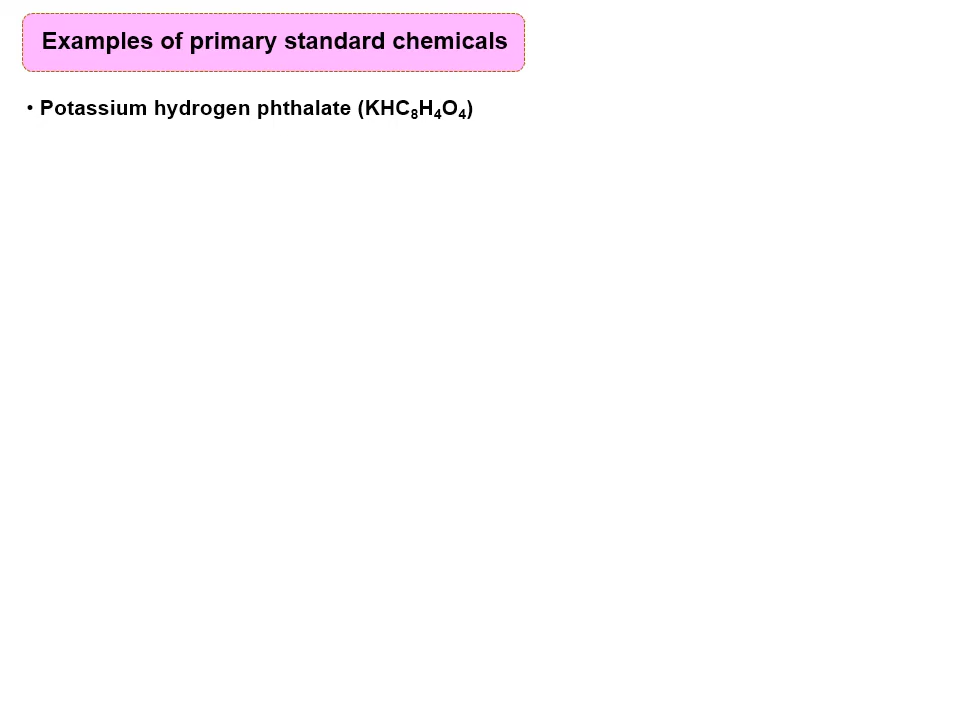 Examples of primary standard chemicals
• Potassium hydrogen phthalate (KHC₈H₄O₄)